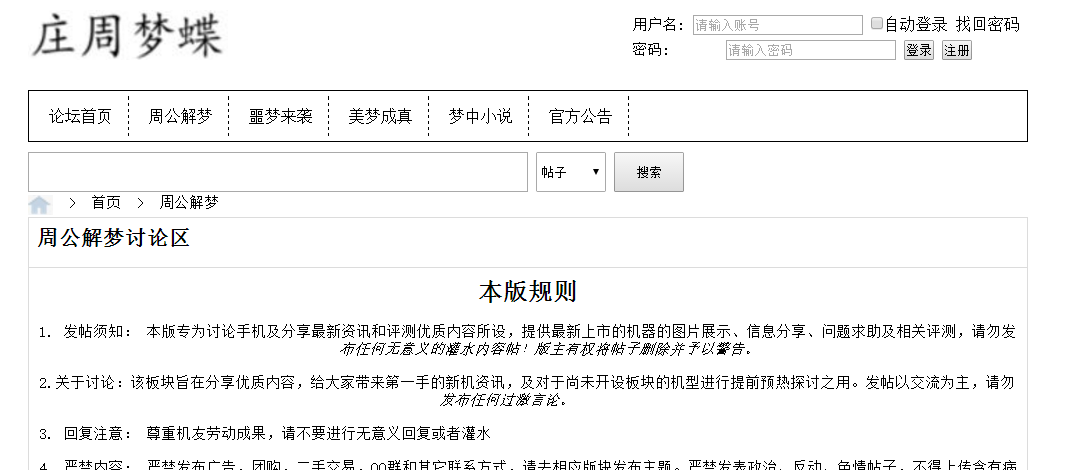 庄周梦蝶
用户名: 请输入账号 自动登录 找回密码
密码: 请输入密码 登录 注册
论坛首页 周公解梦 噩梦来袭 美梦成真 梦中小说 官方公告
帖子 搜索
首页 > 周公解梦
周公解梦讨论区
本版规则
1. 发帖须知: 本版专为讨论手机及分享最新资讯和评测优质内容所设，提供最新上市的机器的图片展示、信息分享、问题求助及相关评测，请勿发
布任何无意义的灌水内容帖！版主有权将帖子删除并予以警告。
2.关于讨论：该板块旨在分享优质内容，给大家带来第一手的新机资讯，及对于尚未开设板块的机型进行提前预热探讨之用。发帖以交流为主，请勿
发布任何过激言论。
3. 回复注意: 尊重机友劳动成果，请不要进行无意义回复或者灌水
4. 严禁内容: 严禁发布广告，团购，二手交易，QQ群和其它联系方式，请去相应版块发布主题。严禁发表政治、反动、色情帖子，不得上传含有病